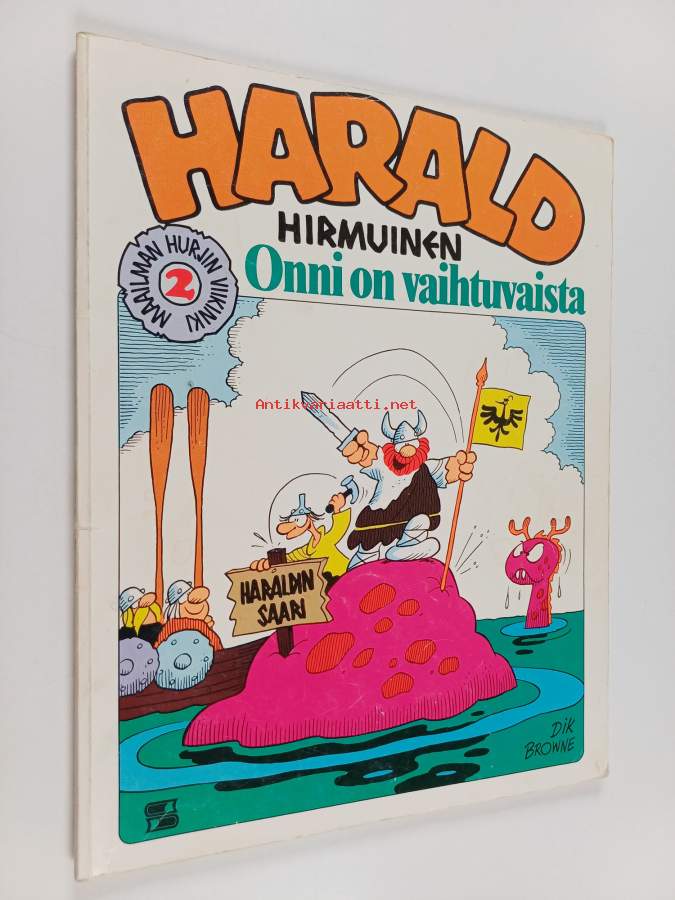 HARALD
HIRMUINEN
Onni on vaihtuvaista
MAAILMAN HURJIN VIIKINKI
2
Antikvariaatti.net
HARALDIN
SAARI
DIK
BROWNE